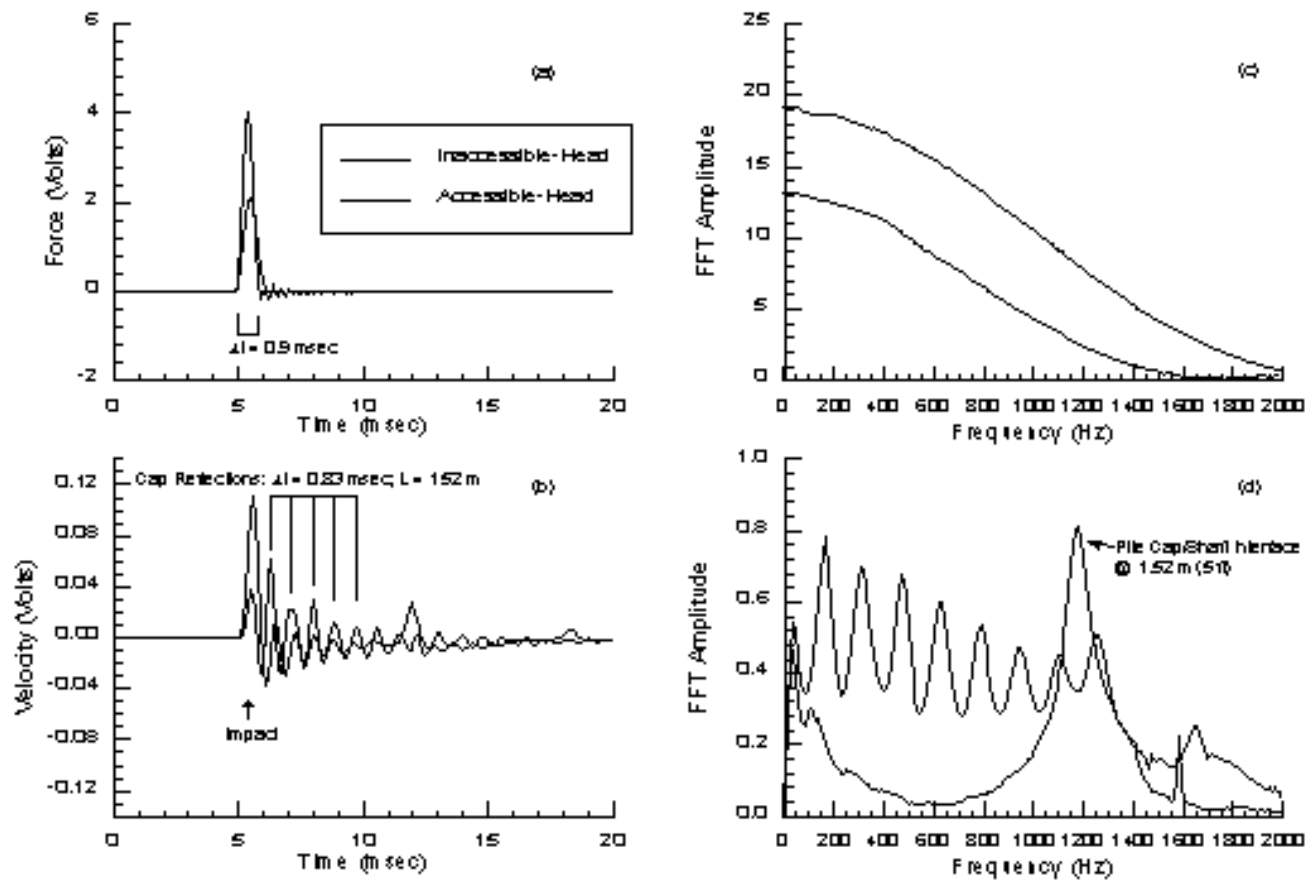 6
4
2
0
-2
Force (Volts)
(a)
Inaccessible-Head
Accessible-Head
Δt = 0.9 msec
0 5 10 15 20
Time (msec)
25
20
15
10
5
0
FFT Amplitude
(c)
0 200 400 600 800 1000 1200 1400 1600 1800 2000
Frequency (Hz)
0.12
0.08
0.04
0.00
-0.04
-0.08
-0.12
Velocity (Volts)
Cap Reflections: Δt = 0.83 msec; L = 1.52 m
(b)
Impact
0 5 10 15 20
Time (msec)
1.0
0.8
0.6
0.4
0.2
0.0
FFT Amplitude
(d)
Pile Cap/Shaft Interface
@ 1.52 m (5 ft)
0 200 400 600 800 1000 1200 1400 1600 1800 2000
Frequency (Hz)